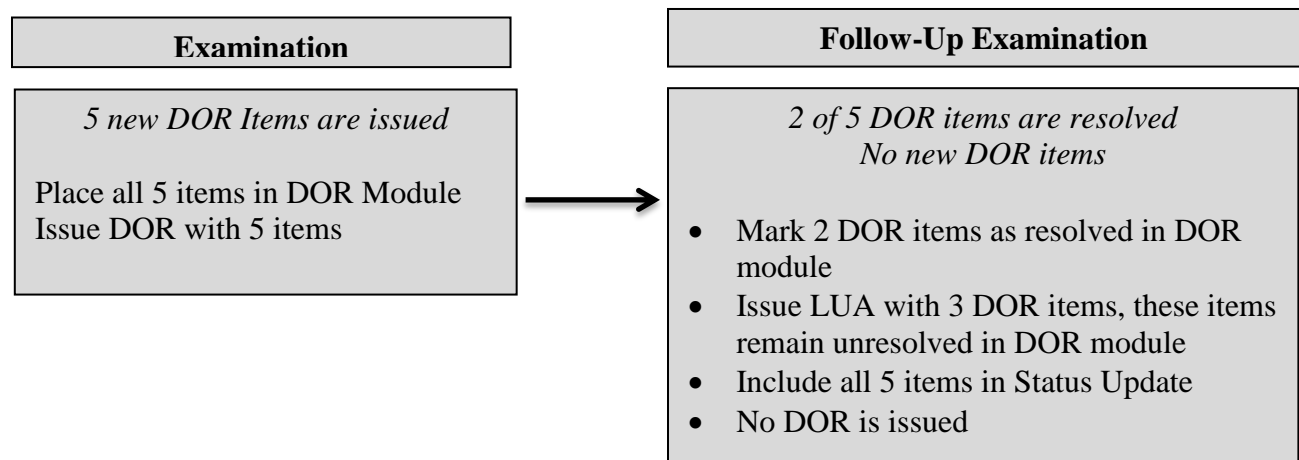 Examination
5 new DOR Items are issued
Place all 5 items in DOR Module
Issue DOR with 5 items
Follow-Up Examination
2 of 5 DOR items are resolved
No new DOR items
• Mark 2 DOR items as resolved in DOR
module
• Issue LUA with 3 DOR items, these items
remain unresolved in DOR module
• Include all 5 items in Status Update
• No DOR is issued